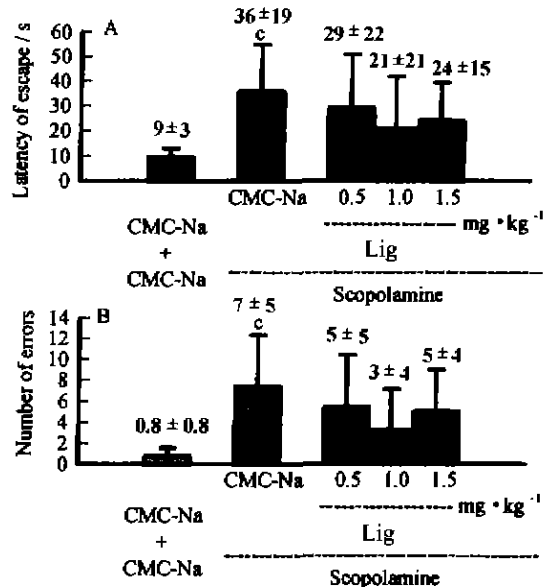 A
36 ±19
c
29 ± 22
21 ±21
24 ±15
9 ± 3
Latency of escape / s
60
50
40
30
20
10
0
CMC-Na
0.5 1.0 1.5
mg • kg⁻¹
CMC-Na
+
CMC-Na
Lig
Scopolamine
B
7 ± 5
c
5 ± 5
3 ± 4
5 ± 4
0.8 ± 0.8
Number of errors
14
12
10
8
6
4
2
0
CMC-Na
0.5 1.0 1.5
mg • kg⁻¹
CMC-Na
+
CMC-Na
Lig
Scopolamine